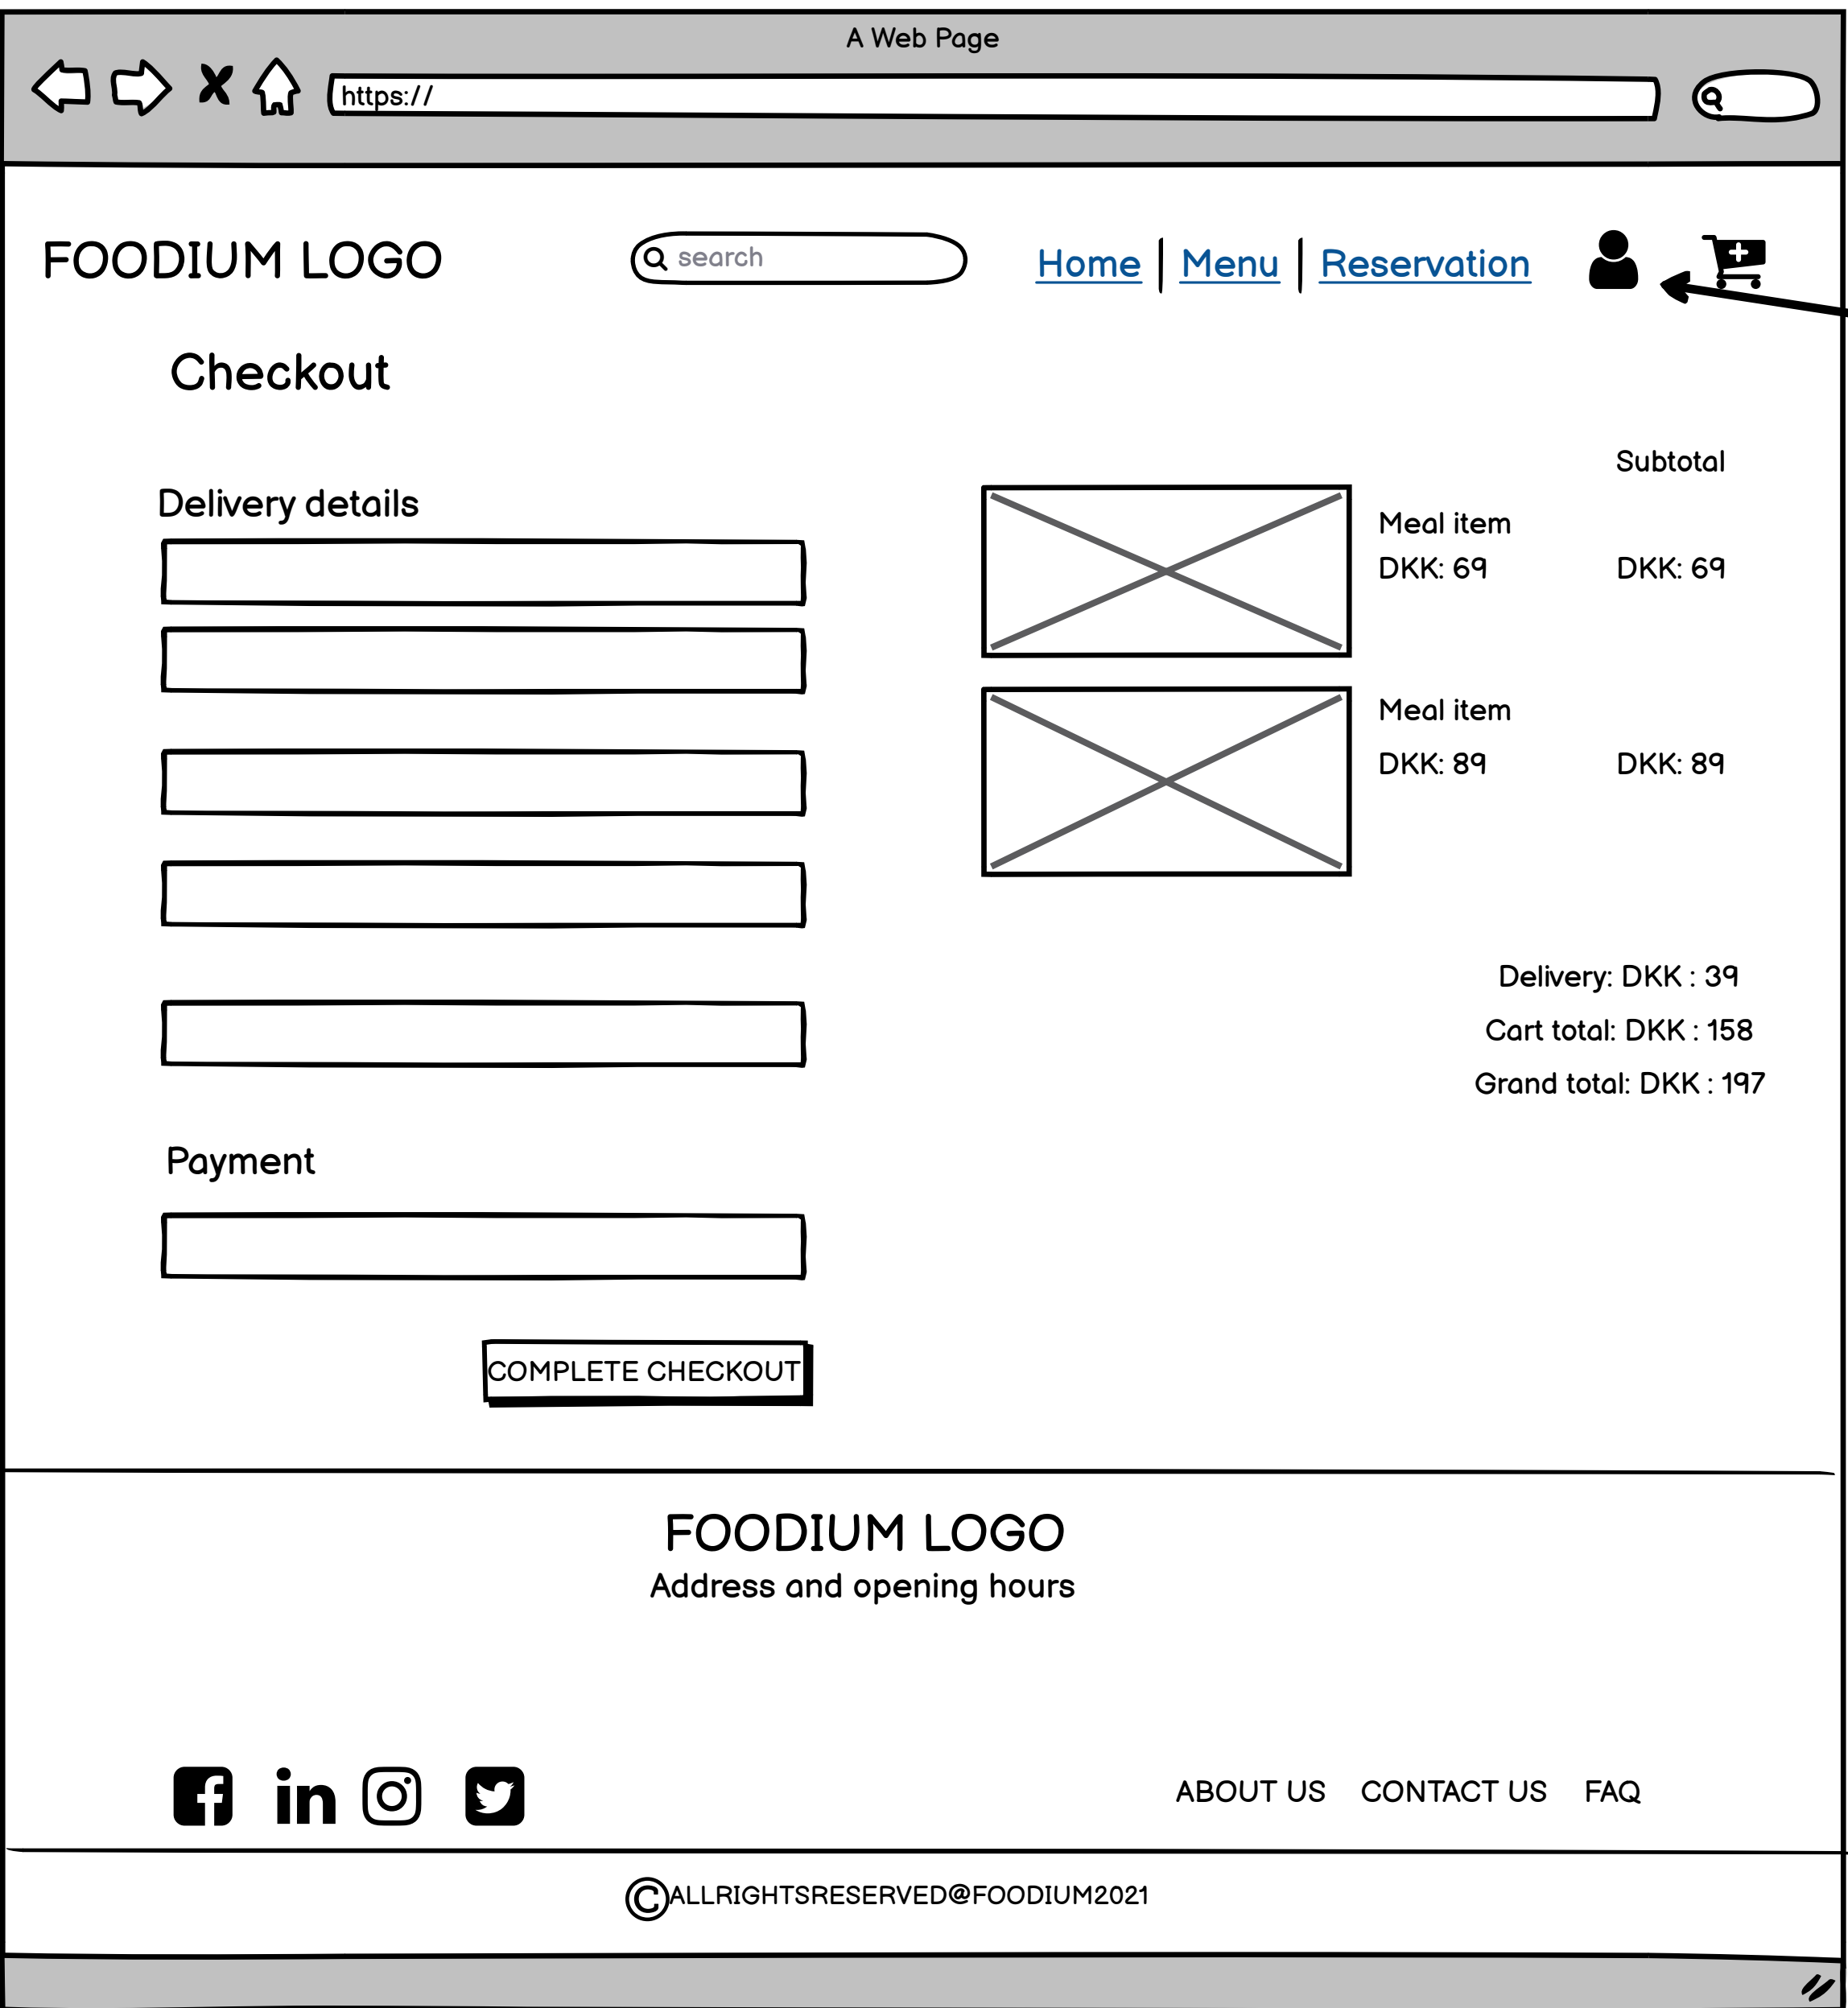 A Web Page
https://
FOODIUM LOGO
search
Home | Menu | Reservation
Checkout
Subtotal
Delivery details
Meal item
DKK: 69 DKK: 69
Meal item
DKK: 89 DKK: 89
Delivery: DKK : 39
Cart total: DKK : 158
Grand total: DKK : 197
Payment
COMPLETE CHECKOUT
FOODIUM LOGO
Address and opening hours
ABOUT US CONTACT US FAQ
©ALLRIGHTSRESERVED@FOODIUM2021